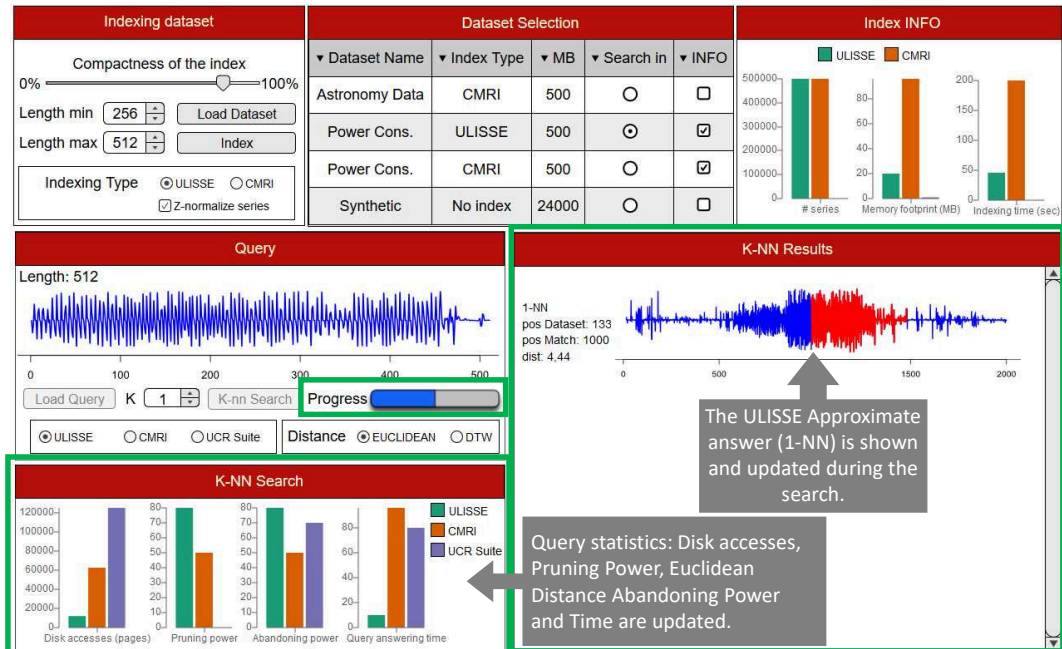 Indexing dataset
Compactness of the index
0% 100%
Length min 256 Load Dataset
Length max 512 Index
Indexing Type ULISSE CMRI
Z-normalize series
Dataset Selection
▾ Dataset Name ▾ Index Type ▾ MB ▾ Search in ▾ INFO
Astronomy Data CMRI 500
Power Cons. ULISSE 500
Power Cons. CMRI 500
Synthetic No index 24000
Index INFO
ULISSE CMRI
500000
400000
300000
200000
100000
0
# series
80
60
40
20
0
Memory footprint (MB)
200
150
100
50
0
Indexing time (sec)
Query
Length: 512
0 100 200 300 400 500
Load Query K 1 K-nn Search Progress
ULISSE CMRI UCR Suite Distance EUCLIDEAN DTW
K-NN Results
1-NN
pos Dataset: 133
pos Match: 1000
dist: 4,44
0 500 1500 2000
The ULISSE Approximate
answer (1-NN) is shown
and updated during the
search.
K-NN Search
120000
100000
80000
60000
40000
20000
0
Disk accesses (pages)
80
70
60
50
40
30
20
10
0
Pruning power
80
70
60
50
40
30
20
10
0
Abandoning power
80
60
40
20
Query answering time
ULISSE
CMRI
UCR Suite
Query statistics: Disk accesses,
Pruning Power, Euclidean
Distance Abandoning Power
and Time are updated.